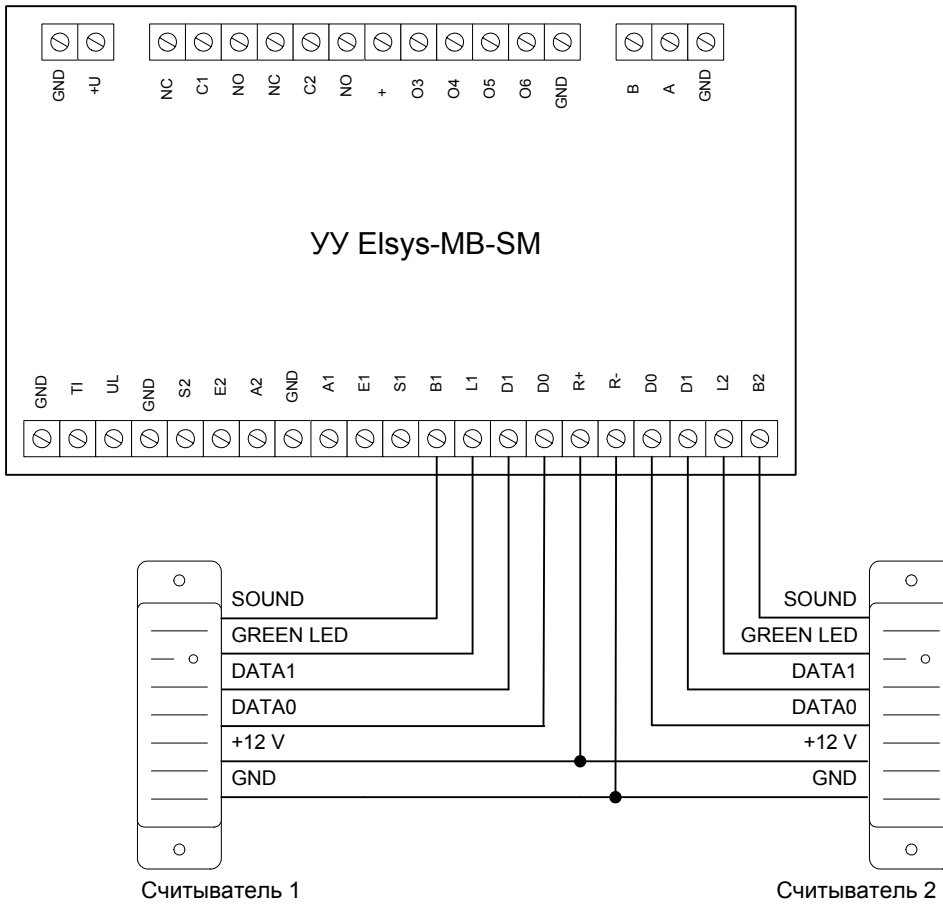 GND +U NC C1 NO NC C2 NO + O3 O4 O5 O6 GND B A GND
УУ Elsys-MB-SM
GND TI UL GND S2 E2 A2 GND A1 E1 S1 B1 L1 D1 D0 R+ R- D0 D1 L2 B2
SOUND SOUND
GREEN LED GREEN LED
DATA1 DATA1
DATA0 DATA0
+12 V +12 V
GND GND
Считыватель 1 Считыватель 2